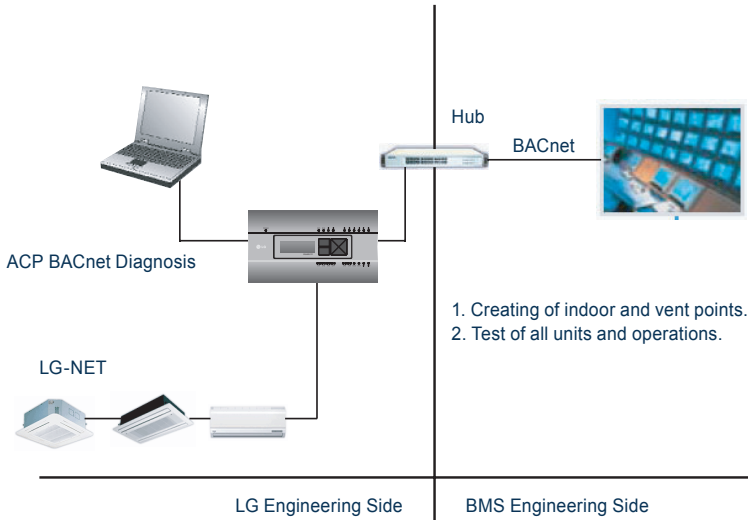 Hub
BACnet
ACP BACnet Diagnosis
1. Creating of indoor and vent points.
2. Test of all units and operations.
LG-NET
LG Engineering Side
BMS Engineering Side